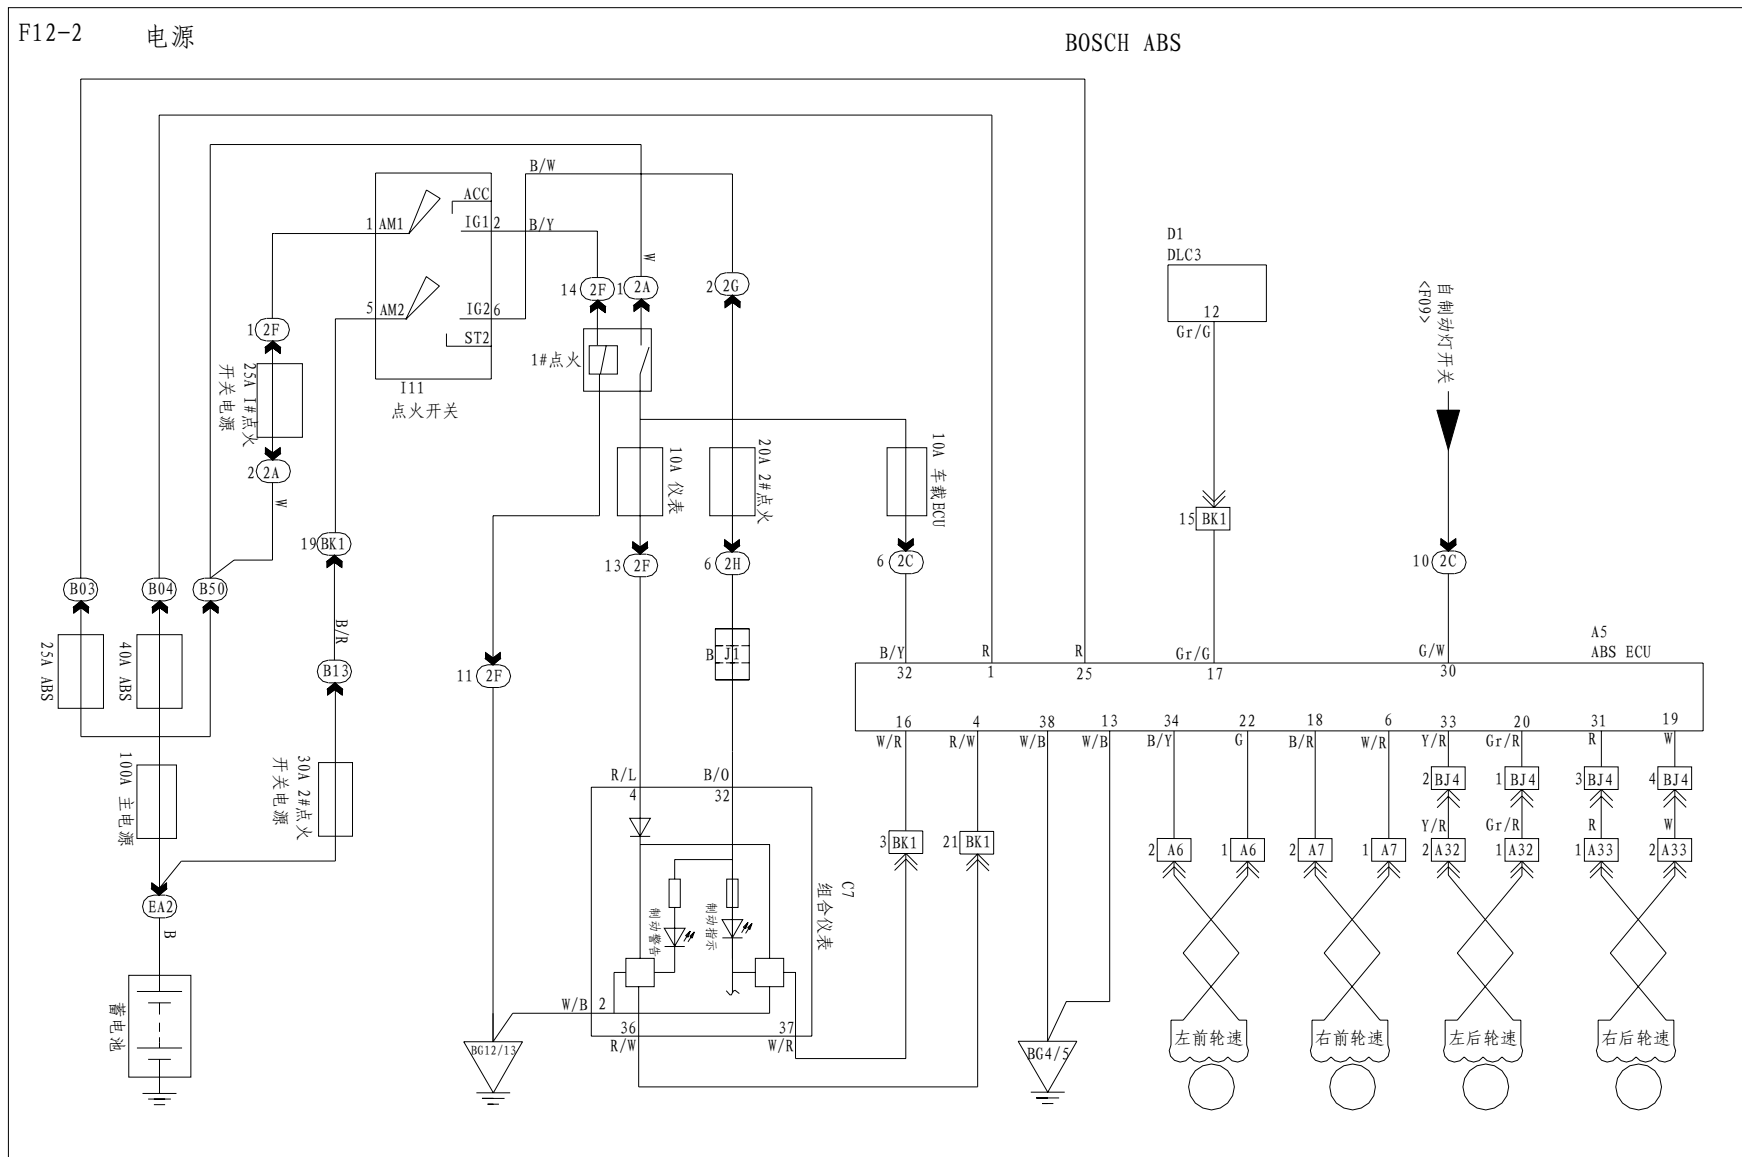 F12-2
电源
BOSCH ABS
B/W
ACC
1 AM1
IG1 2
B/Y
W
D1
DLC3
14 2F
1 2A
2 2G
自制动灯开关
<F09>
5 AM2
IG2 6
12
Gr/G
1 2F
ST2
1#点火
25A 1#点火
开关电源
I11
点火开关
2 2A
W
10A 仪表
20A 2#点火
10A 车载ECU
15 BK1
19 BK1
13 2F
6 2H
6 2C
10 2C
B03
B04
B50
B/R
25A ABS
40A ABS
B J1
A5
ABS ECU
B13
11 2F
B/Y
R
R
Gr/G
G/W
32
1
25
17
30
16
4
38
13
34
22
18
6
33
20
31
19
W/R
R/W
W/B
W/B
B/Y
G
B/R
W/R
Y/R
Gr/R
R
W
100A 主电源
30A 2#点火
开关电源
R/L
B/O
4
32
2 BJ4
1 BJ4
3 BJ4
4 BJ4
Y/R
Gr/R
R
W
3 BK1
21 BK1
2 A6
1 A6
2 A7
1 A7
2 A32
1 A32
1 A33
2 A33
EA2
B
C7
组合仪表
制动警告
制动指示
蓄电池
W/B
2
36
37
R/W
W/R
BG12/13
BG4/5
左前轮速
右前轮速
左后轮速
右后轮速